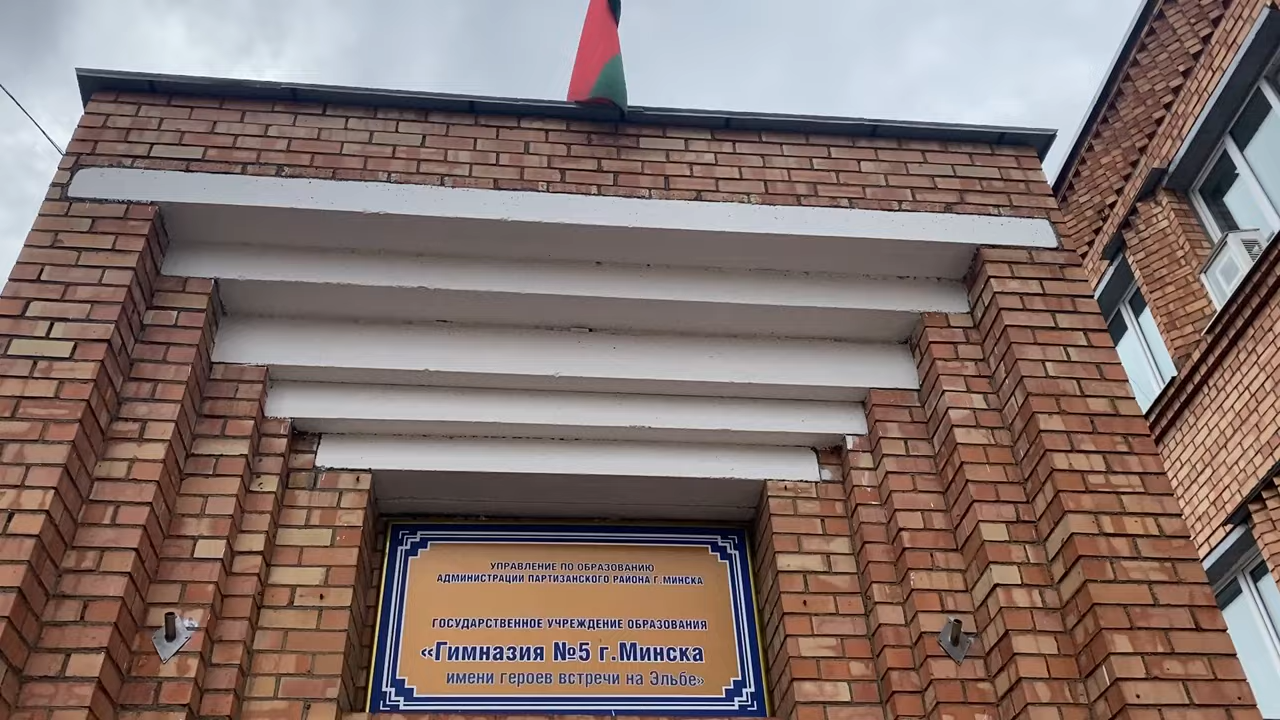 УПРАВЛЕНИЕ ПО ОБРАЗОВАНИЮ
АДМИНИСТРАЦИИ ПАРТИЗАНСКОГО РАЙОНА Г.МИНСКА
ГОСУДАРСТВЕННОЕ УЧРЕЖДЕНИЕ ОБРАЗОВАНИЯ
«Гимназия №5 г.Минска
имени героев встречи на Эльбе»